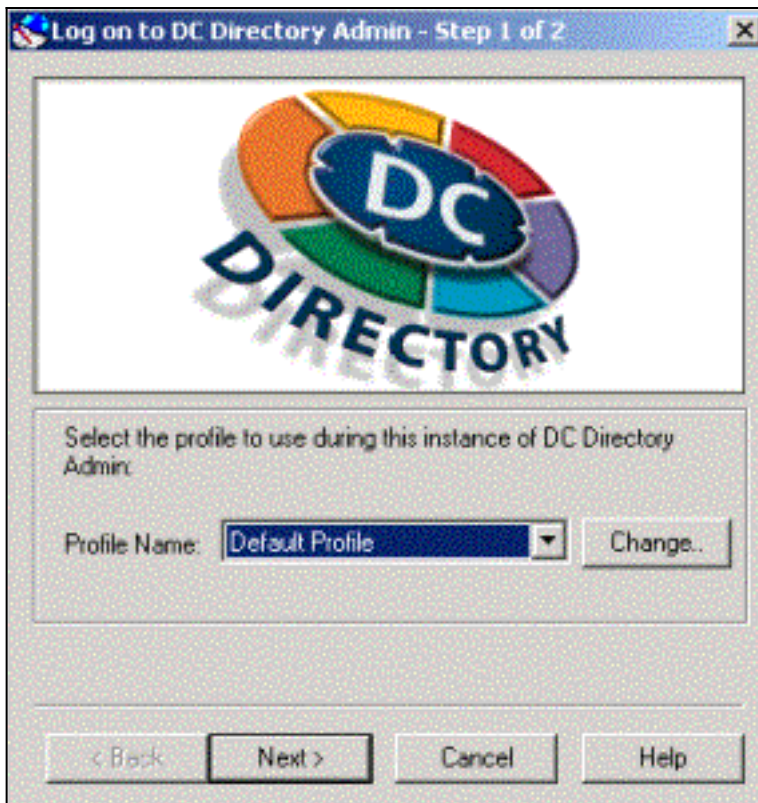 Log on to DC Directory Admin - Step 1 of 2
DC
DIRECTORY
Select the profile to use during this instance of DC Directory
Admin:
Profile Name: Default Profile Change..
< Back Next > Cancel Help